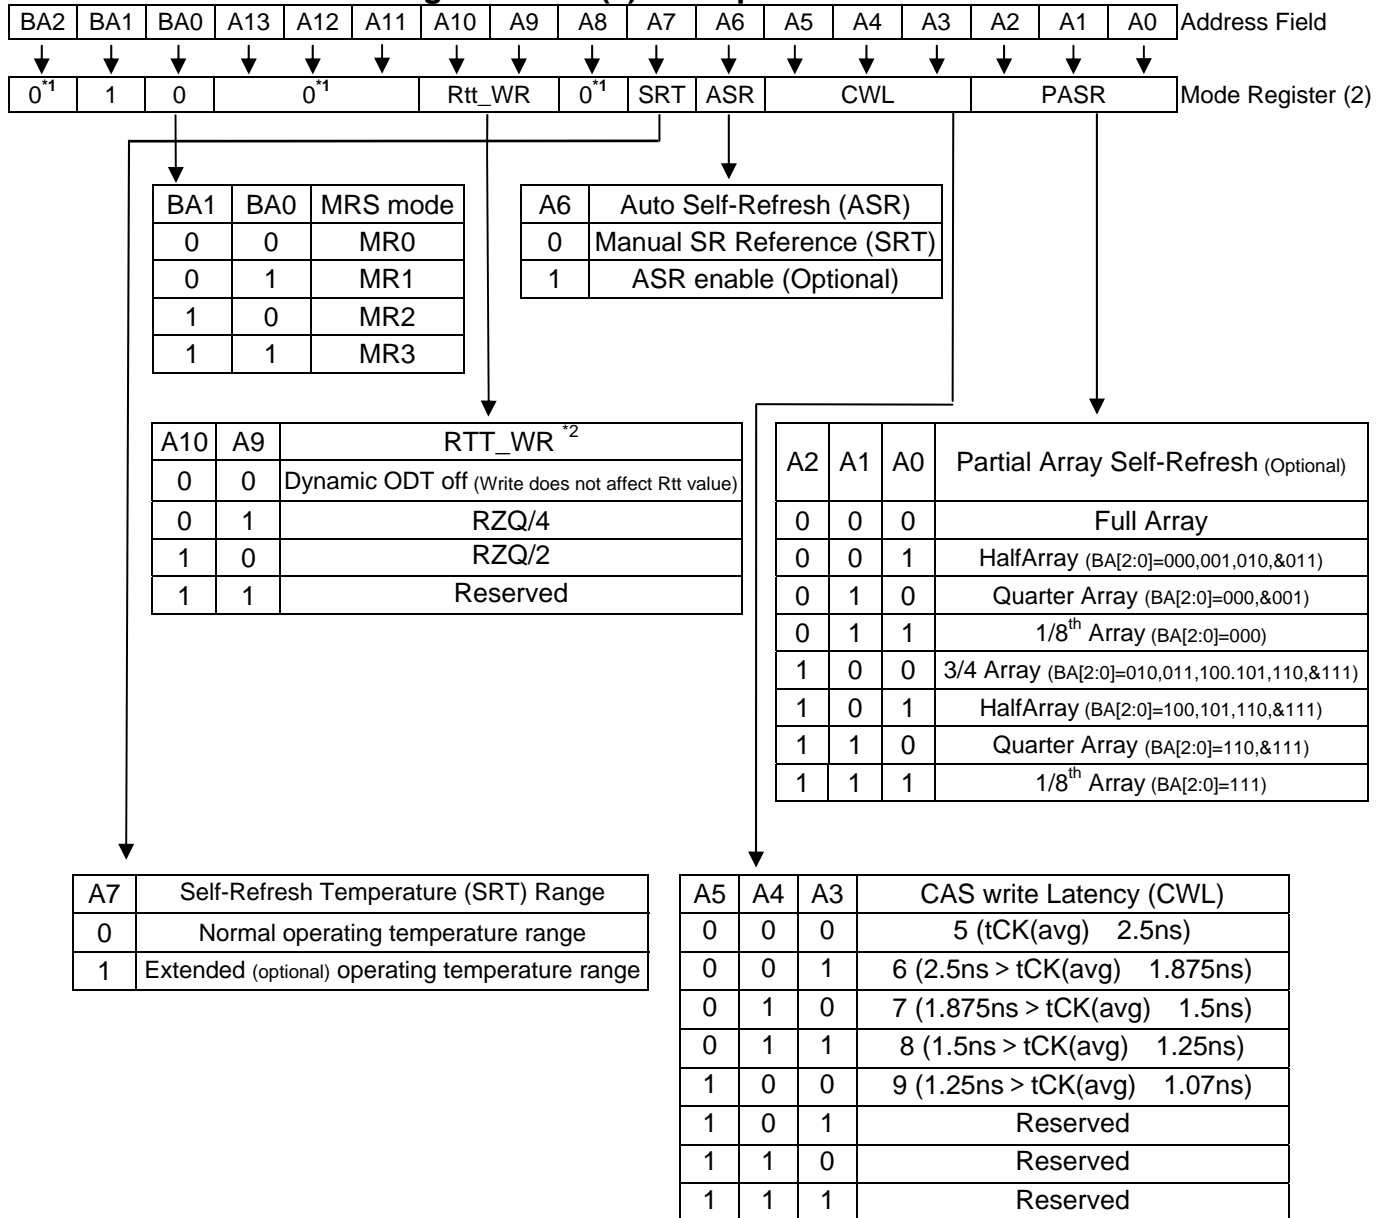 BA2 BA1 BA0 A13 A12 A11 A10 A9 A8 A7 A6 A5 A4 A3 A2 A1 A0 Address Field
0*1 1 0 0*1 Rtt_WR 0*1 SRT ASR CWL PASR Mode Register (2)
BA1 BA0 MRS mode
0 0 MR0
0 1 MR1
1 0 MR2
1 1 MR3
A6 Auto Self-Refresh (ASR)
0 Manual SR Reference (SRT)
1 ASR enable (Optional)
A10 A9 RTT_WR *2
0 0 Dynamic ODT off (Write does not affect Rtt value)
0 1 RZQ/4
1 0 RZQ/2
1 1 Reserved
A2 A1 A0 Partial Array Self-Refresh (Optional)
0 0 0 Full Array
0 0 1 HalfArray (BA[2:0]=000,001,010,&011)
0 1 0 Quarter Array (BA[2:0]=000,&001)
0 1 1 1/8th Array (BA[2:0]=000)
1 0 0 3/4 Array (BA[2:0]=010,011,100.101,110,&111)
1 0 1 HalfArray (BA[2:0]=100,101,110,&111)
1 1 0 Quarter Array (BA[2:0]=110,&111)
1 1 1 1/8th Array (BA[2:0]=111)
A7 Self-Refresh Temperature (SRT) Range
0 Normal operating temperature range
1 Extended (optional) operating temperature range
A5 A4 A3 CAS write Latency (CWL)
0 0 0 5 (tCK(avg) 2.5ns)
0 0 1 6 (2.5ns > tCK(avg) 1.875ns)
0 1 0 7 (1.875ns > tCK(avg) 1.5ns)
0 1 1 8 (1.5ns > tCK(avg) 1.25ns)
1 0 0 9 (1.25ns > tCK(avg) 1.07ns)
1 0 1 Reserved
1 1 0 Reserved
1 1 1 Reserved